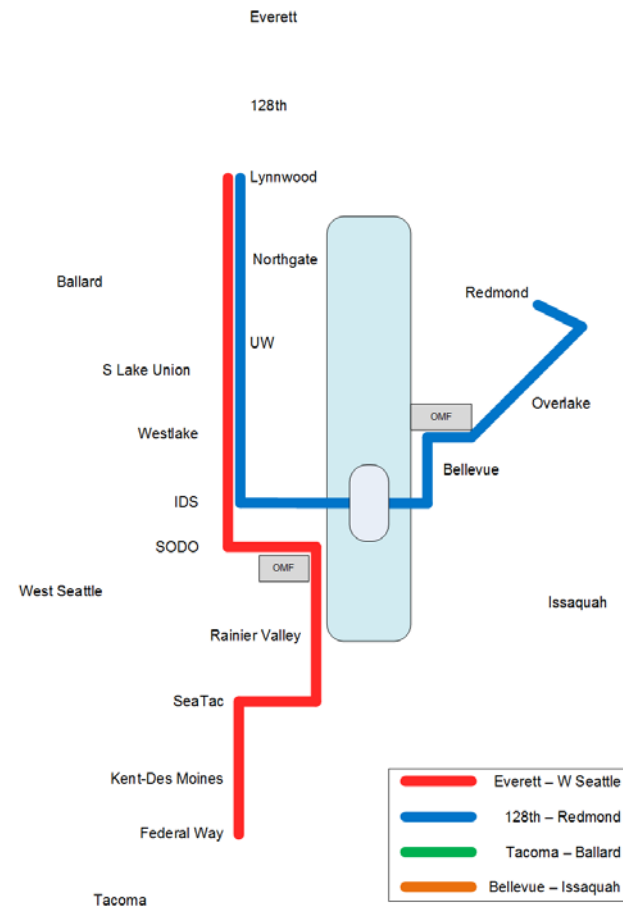 Everett
128th
Lynnwood
Northgate
Ballard
Redmond
UW
S Lake Union
Overlake
OMF
Westlake
Bellevue
IDS
SODO
OMF
West Seattle
Issaquah
Rainier Valley
SeaTac
Kent-Des Moines
Federal Way
Tacoma
Everett – W Seattle
128th – Redmond
Tacoma – Ballard
Bellevue – Issaquah